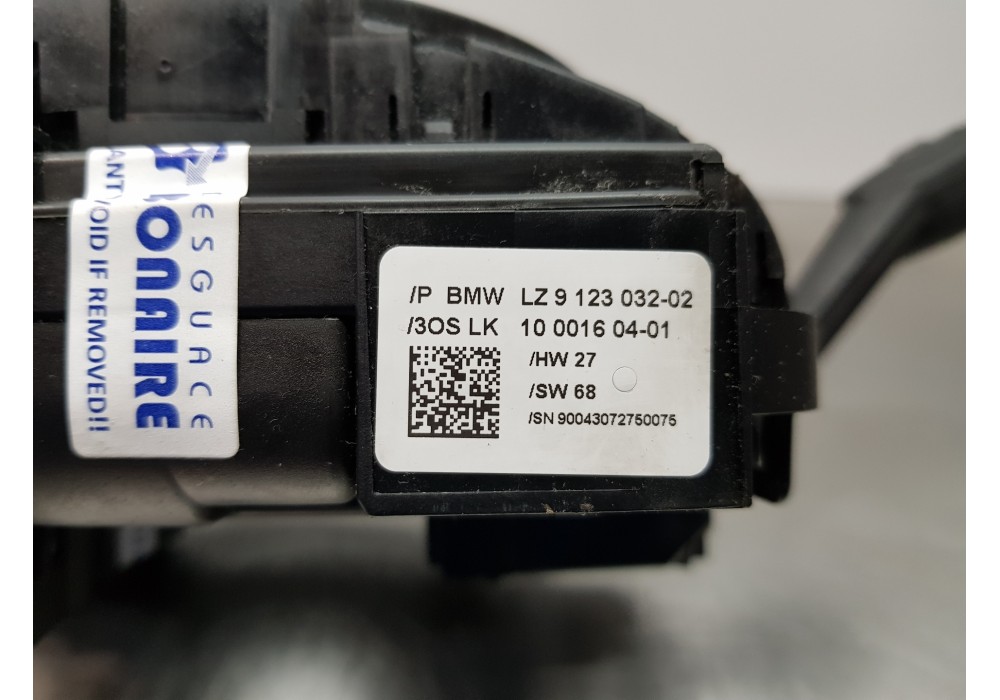 /P BMW LZ 9 123 032-02
/3OS LK 10 0016 04-01
/HW 27
/SW 68
/SN 90043072750075
ESGUACE
BONNAIRE
VOID IF REMOVED!!